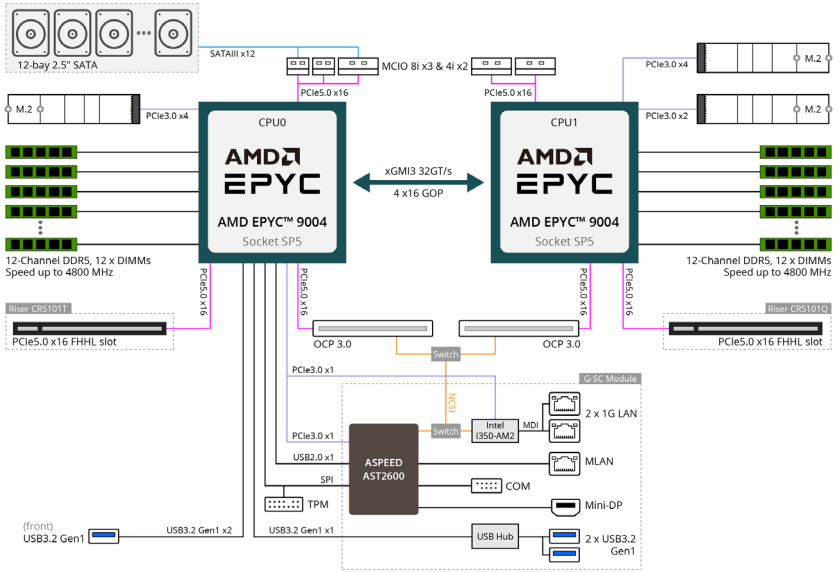 12-bay 2.5" SATA
SATAIII x12
MCIO 8i x3 & 4i x2
PCIe5.0 x16
PCIe5.0 x16
PCIe3.0 x4
M.2
M.2
PCIe3.0 x4
PCIe3.0 x2
M.2
CPU0
AMD
EPYC
AMD EPYC™ 9004
Socket SP5
xGMI3 32GT/s
4 x16 GOP
CPU1
AMD
EPYC
AMD EPYC™ 9004
Socket SP5
12-Channel DDR5, 12 x DIMMs
Speed up to 4800 MHz
12-Channel DDR5, 12 x DIMMs
Speed up to 4800 MHz
PCIe5.0 x16
PCIe5.0 x16
PCIe5.0 x16
PCIe5.0 x16
Riser CRS101T
PCIe5.0 x16 FHHL slot
OCP 3.0
OCP 3.0
Riser CRS101Q
PCIe5.0 x16 FHHL slot
Switch
PCIe3.0 x1
G-SC Module
NCSI
PCIe3.0 x1
Switch
Intel
I350-AM2
MDI
2 x 1G LAN
ASPEED
AST2600
USB2.0 x1
MLAN
SPI
COM
TPM
Mini-DP
(front)
USB3.2 Gen1
USB3.2 Gen1 x2
USB3.2 Gen1 x1
USB Hub
2 x USB3.2
Gen1